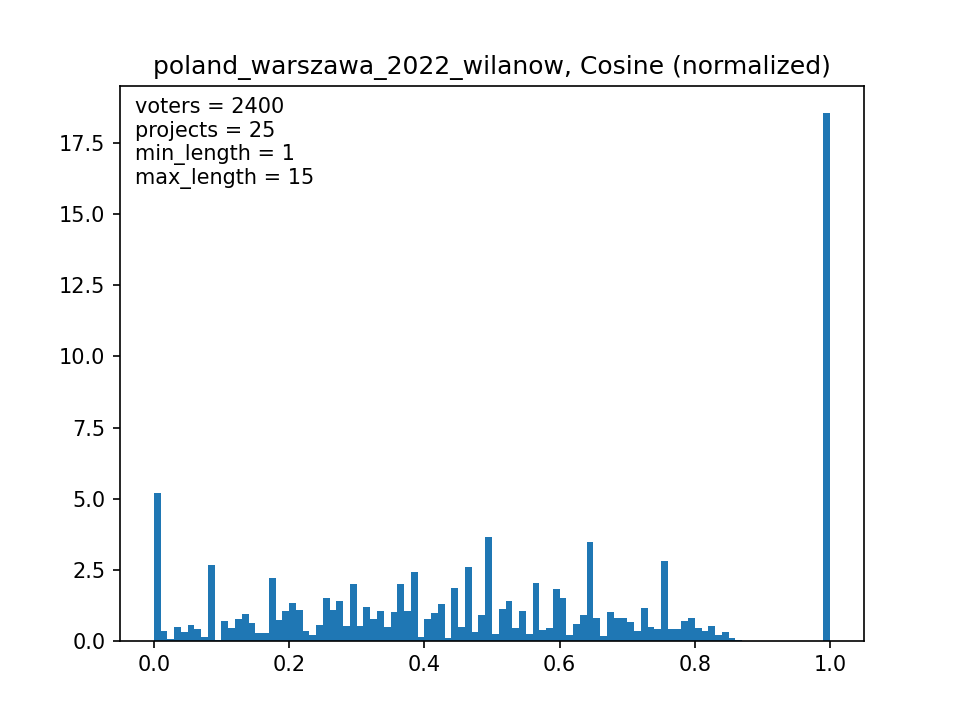 poland_warszawa_2022_wilanow, Cosine (normalized)
voters = 2400
projects = 25
min_length = 1
max_length = 15
17.5
15.0
12.5
10.0
7.5
5.0
2.5
0.0
0.0 0.2 0.4 0.6 0.8 1.0